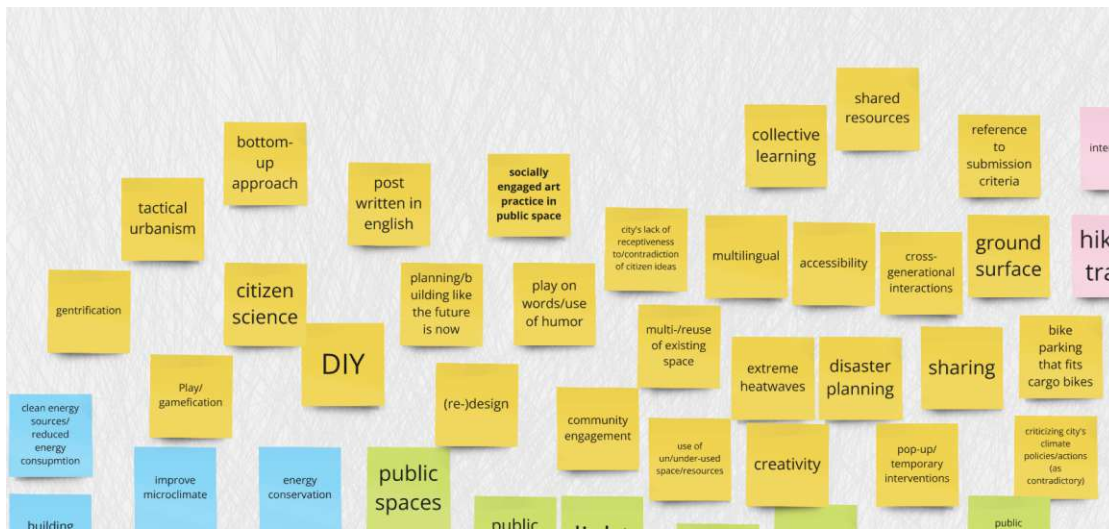 shared
resources
collective
learning
reference
to
submission
criteria
bottom-
up
approach
post
written in
english
socially
engaged art
practice in
public space
tactical
urbanism
city's lack of
receptiveness
to/contradiction
of citizen ideas
multilingual
accessibility
cross-
generational
interactions
ground
surface
gentrification
citizen
science
planning/b
uilding like
the future
is now
play on
words/use
of humor
DIY
multi-/reuse
of existing
space
extreme
heatwaves
disaster
planning
sharing
bike
parking
that fits
cargo bikes
Play/
gamefication
(re-)design
community
engagement
use of
un/under-used
space/resources
creativity
pop-up/
temporary
interventions
criticizing city's
climate
policies/actions
(as
contradictory)
clean energy
sources/
reduced
energy
consupmtion
improve
microclimate
energy
conservation
public
spaces
building
public
public